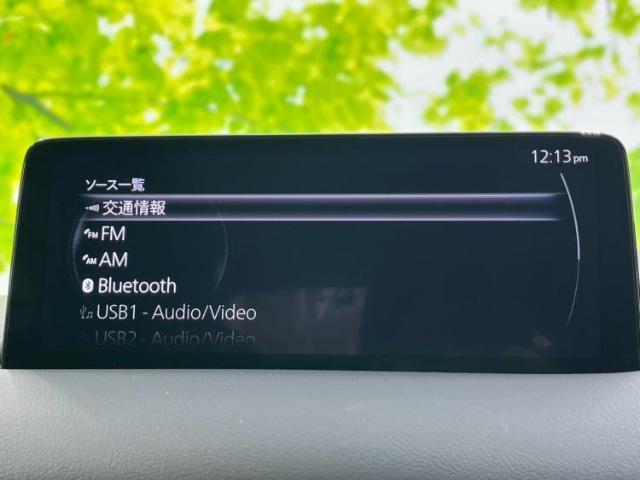 12:13pm
ソース一覧
交通情報
FM
AM
Bluetooth
USB1 - Audio/Video
USB2 - Audio/Video